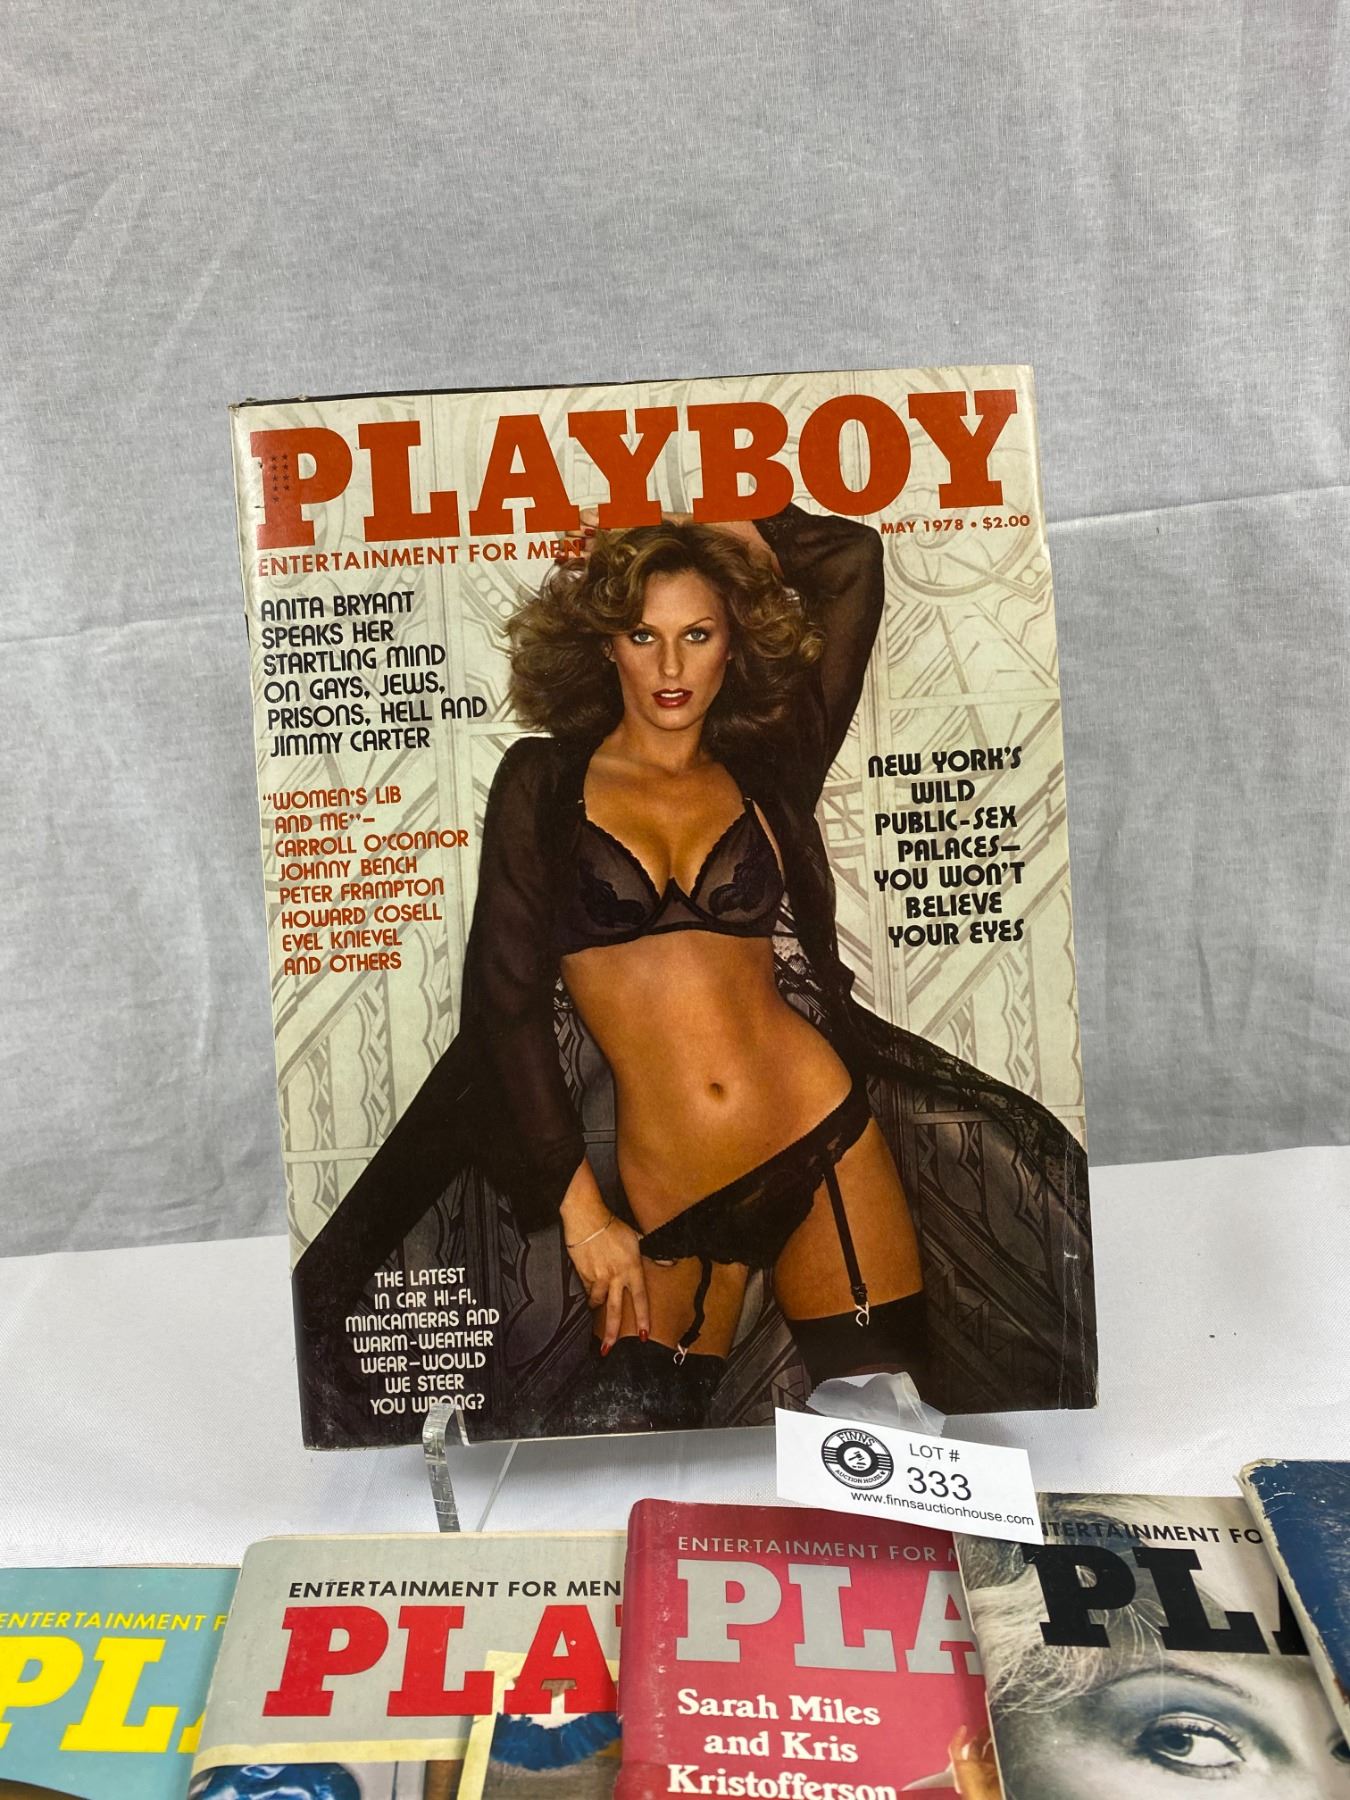 PLAYBOY
MAY 1978 • $2.00
ENTERTAINMENT FOR MEN
ANITA BRYANT
SPEAKS HER
STARTLING MIND
ON GAYS, JEWS,
PRISONS, HELL AND
JIMMY CARTER
"WOMEN'S LIB
AND ME"—
CARROLL O'CONNOR
JOHNNY BENCH
PETER FRAMPTON
HOWARD COSELL
EVEL KNIEVEL
AND OTHERS
NEW YORK'S
WILD
PUBLIC-SEX
PALACES—
YOU WON'T
BELIEVE
YOUR EYES
THE LATEST
IN CAR HI-FI,
MINICAMERAS AND
WARM-WEATHER
WEAR—WOULD
WE STEER
YOU WRONG?
FINNS
AUCTION HOUSE
LOT #
333
www.finnsauctionhouse.com
ENTERTAINMENT F
PL
ENTERTAINMENT FOR MEN
PLA
ENTERTAINMENT FOR M
PLA
Sarah Miles
and Kris
Kristofferson
TERTAINMENT FO
PL